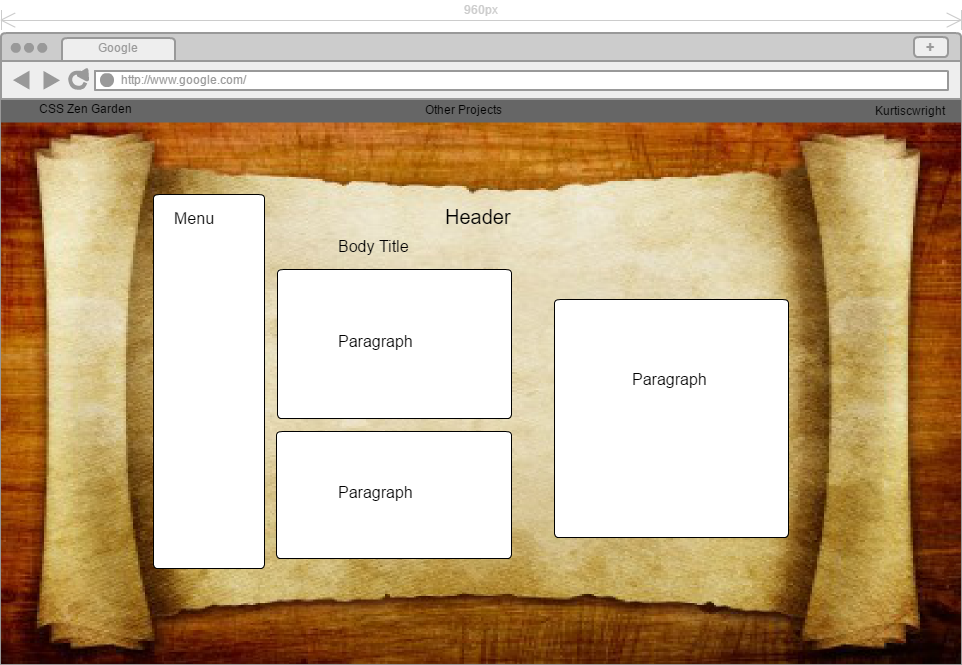 960px
Google
+
http://www.google.com/
CSS Zen Garden
Other Projects
Kurtiscwright
Menu
Header
Body Title
Paragraph
Paragraph
Paragraph